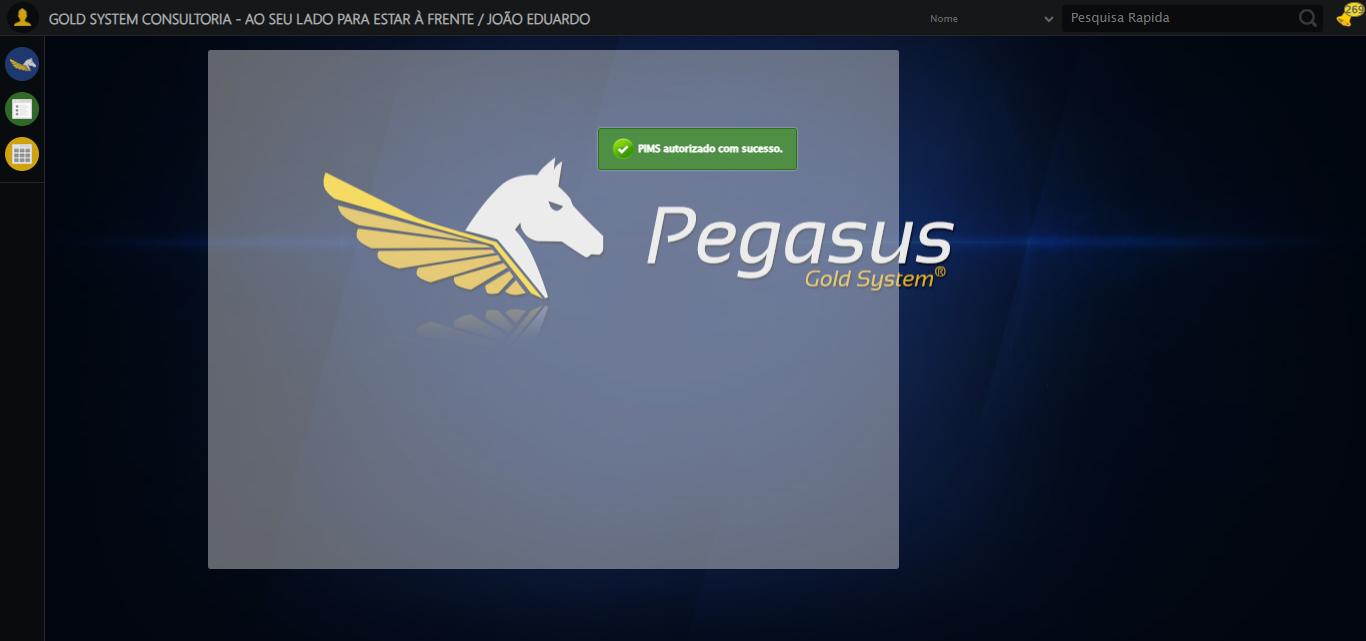 GOLD SYSTEM CONSULTORIA - AO SEU LADO PARA ESTAR À FRENTE / JOÃO EDUARDO
Nome
Pesquisa Rapida
269
PIMS autorizado com sucesso.
Pegasus
Gold System®